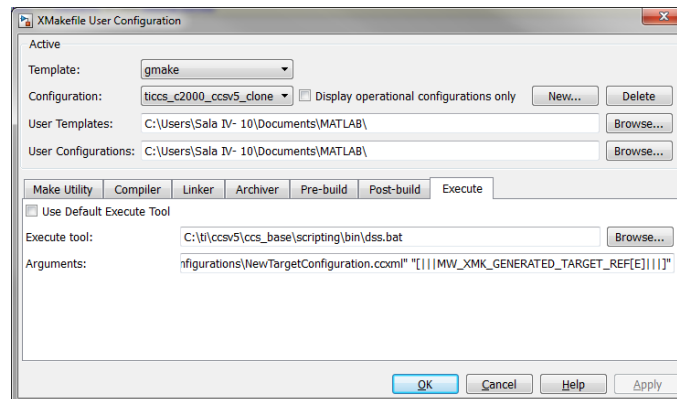 XMakefile User Configuration
Active
Template: gmake
Configuration: ticcs_c2000_ccsv5_clone Display operational configurations only New... Delete
User Templates: C:\Users\Sala IV- 10\Documents\MATLAB\ Browse...
User Configurations: C:\Users\Sala IV- 10\Documents\MATLAB\ Browse...
Make Utility Compiler Linker Archiver Pre-build Post-build Execute
Use Default Execute Tool
Execute tool: C:\ti\ccsv5\ccs_base\scripting\bin\dss.bat Browse...
Arguments: nfigurations\NewTargetConfiguration.ccxml" "[|||MW_XMK_GENERATED_TARGET_REF[E]|||]"
OK Cancel Help Apply